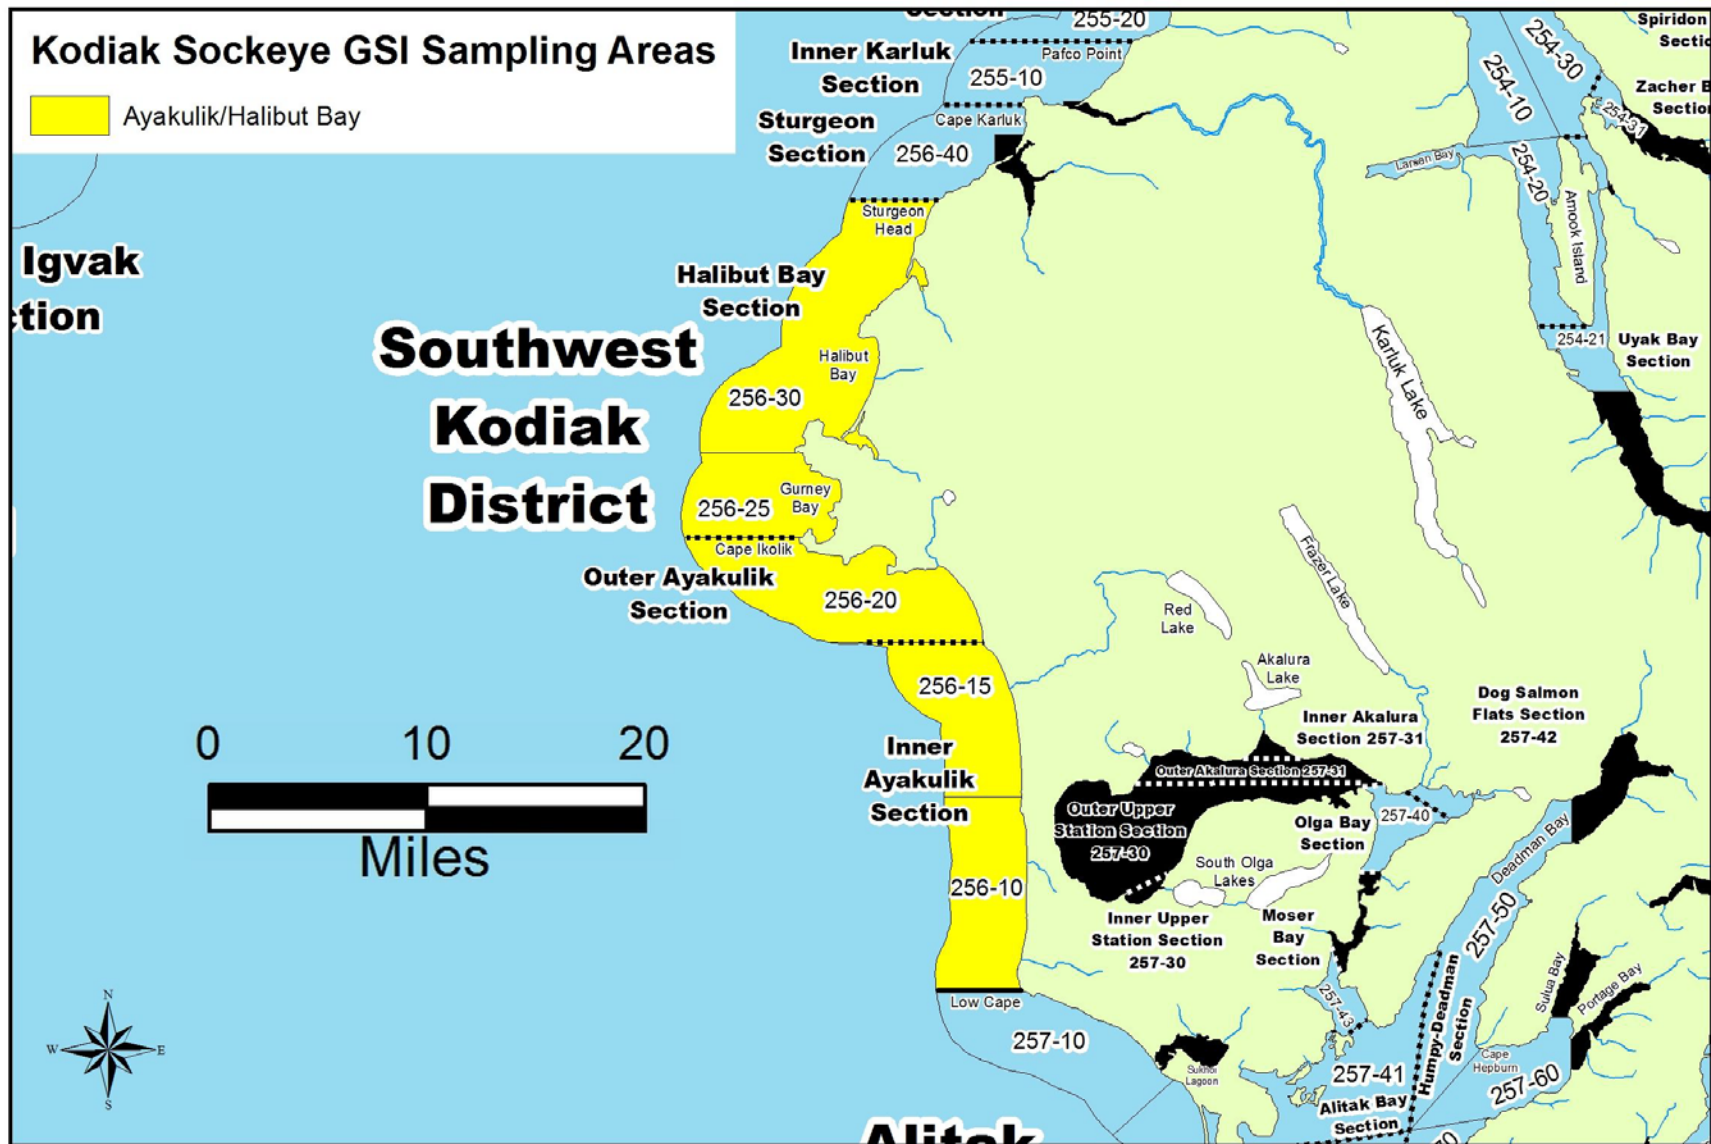 Kodiak Sockeye GSI Sampling Areas
Ayakulik/Halibut Bay
Section
255-20
Inner Karluk
Section
Pafco Point
255-10
Sturgeon
Section
Cape Karluk
256-40
Sturgeon
Head
Igvak
ction
Halibut Bay
Section
Southwest
Kodiak
District
Halibut
Bay
256-30
256-25
Gurney
Bay
Cape Ikolik
Outer Ayakulik
Section
256-20
256-15
Inner
Ayakulik
Section
256-10
Low Cape
257-10
0 10 20
Miles
N
W E
S
Spiridon
Sectio
254-30
254-10
Zacher B
Section
254-31
Larsen Bay
254-20
Amook Island
254-21
Uyak Bay
Section
Karluk Lake
Frazer Lake
Red
Lake
Akalura
Lake
Inner Akalura
Section 257-31
Dog Salmon
Flats Section
257-42
Outer Akalura Section 257-31
Outer Upper
Station Section
257-30
Olga Bay
Section
257-40
South Olga
Lakes
Deadman Bay
257-50
Inner Upper
Station Section
257-30
Moser
Bay
Section
257-43
Humpy-Deadman
Section
Sulua Bay
Portage Bay
Cape
Hepburn
257-60
257-41
Alitak Bay
Section
Sukhoi
Lagoon
Alitak